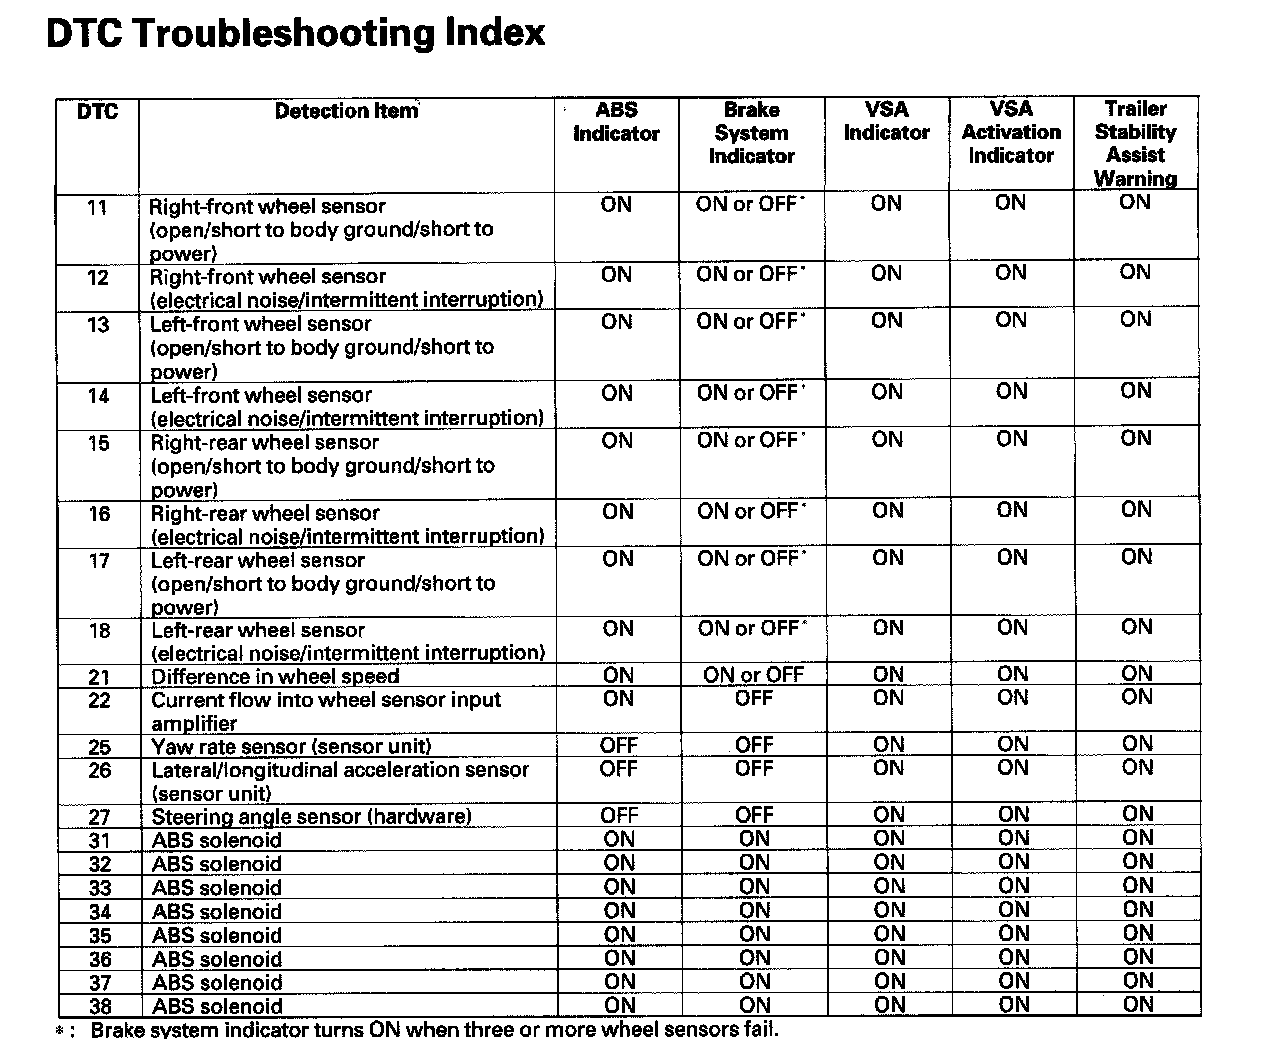 DTC Troubleshooting Index
DTC Detection Item ABS Indicator Brake System Indicator VSA Indicator VSA Activation Indicator Trailer Stability Assist Warning
11 Right-front wheel sensor ON ON or OFF* ON ON ON
(open/short to body ground/short to
power)
12 Right-front wheel sensor ON ON or OFF* ON ON ON
(electrical noise/intermittent interruption)
13 Left-front wheel sensor ON ON or OFF* ON ON ON
(open/short to body ground/short to
power)
14 Left-front wheel sensor ON ON or OFF* ON ON ON
(electrical noise/intermittent interruption)
15 Right-rear wheel sensor ON ON or OFF* ON ON ON
(open/short to body ground/short to
power)
16 Right-rear wheel sensor ON ON or OFF* ON ON ON
(electrical noise/intermittent interruption)
17 Left-rear wheel sensor ON ON or OFF* ON ON ON
(open/short to body ground/short to
power)
18 Left-rear wheel sensor ON ON or OFF* ON ON ON
(electrical noise/intermittent interruption)
21 Difference in wheel speed ON ON or OFF ON ON ON
22 Current flow into wheel sensor input ON OFF ON ON ON
amplifier
25 Yaw rate sensor (sensor unit) OFF OFF ON ON ON
26 Lateral/longitudinal acceleration sensor OFF OFF ON ON ON
(sensor unit)
27 Steering angle sensor (hardware) OFF OFF ON ON ON
31 ABS solenoid ON ON ON ON ON
32 ABS solenoid ON ON ON ON ON
33 ABS solenoid ON ON ON ON ON
34 ABS solenoid ON ON ON ON ON
35 ABS solenoid ON ON ON ON ON
36 ABS solenoid ON ON ON ON ON
37 ABS solenoid ON ON ON ON ON
38 ABS solenoid ON ON ON ON ON
* : Brake system indicator turns ON when three or more wheel sensors fail.